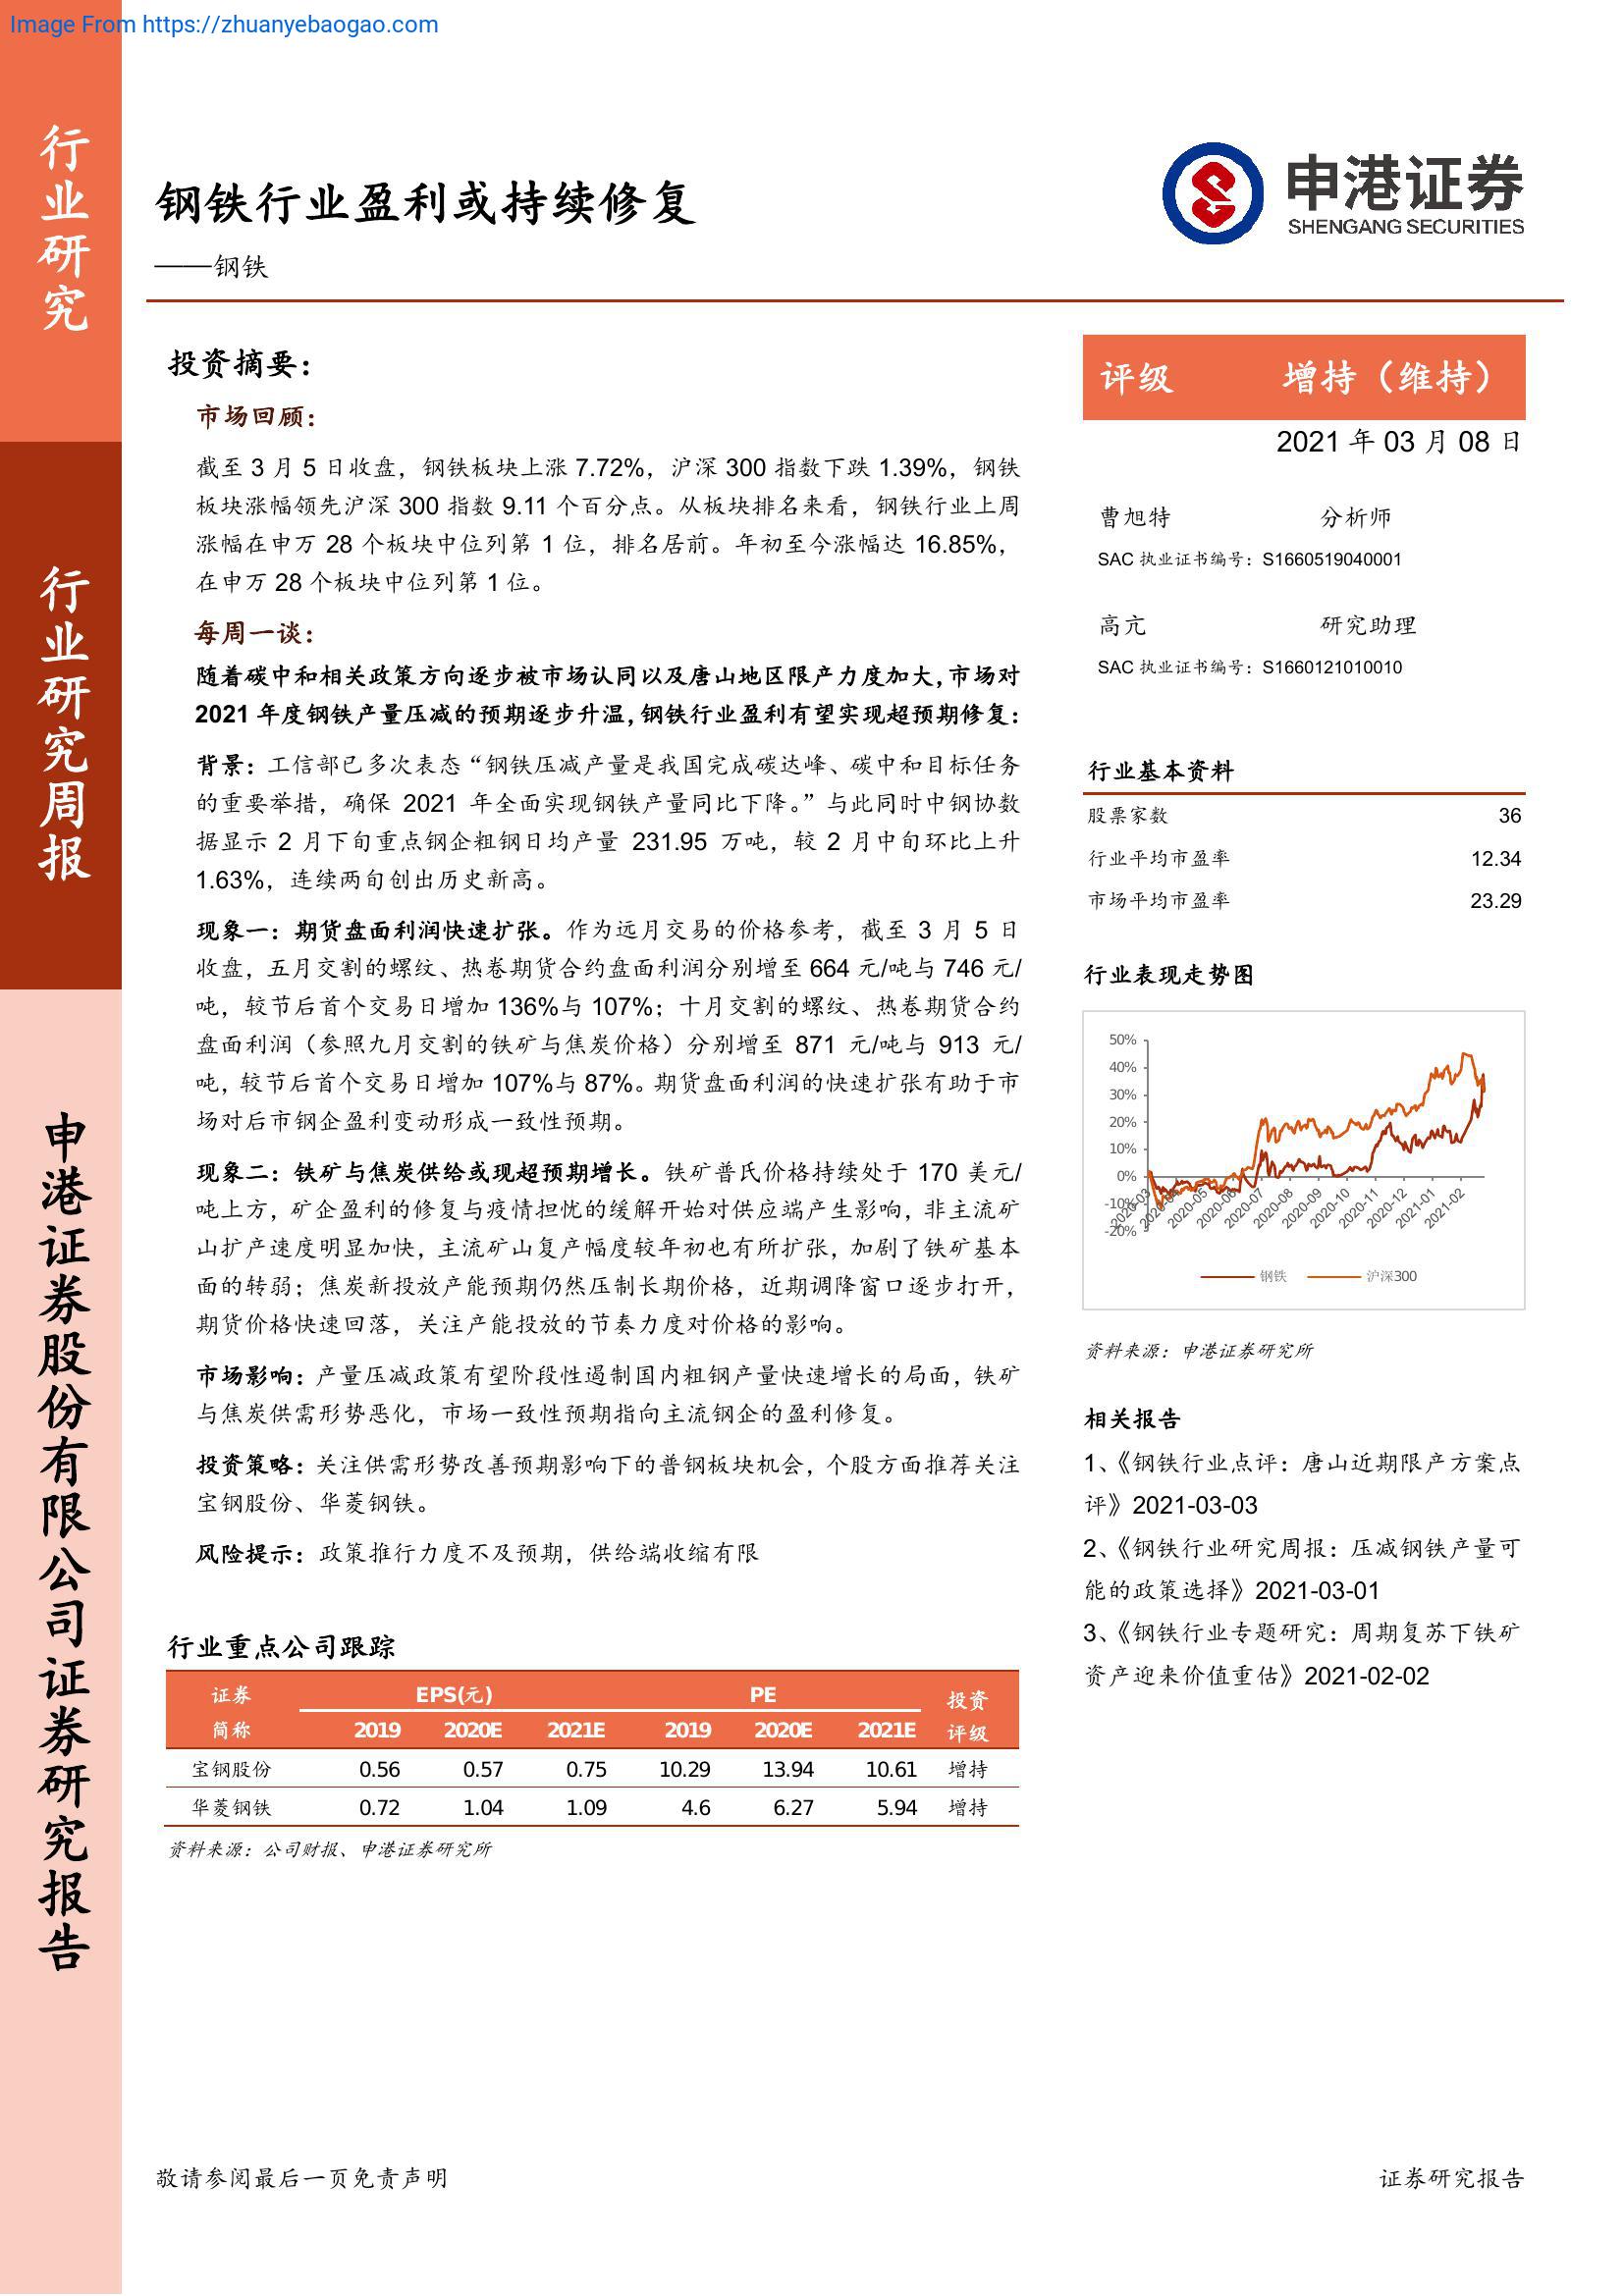 Image From https://zhuanyebaogao.com
行业研究
行业研究周报
申港证券股份有限公司证券研究报告
钢铁行业盈利或持续修复
——钢铁
申港证券
SHENGANG SECURITIES
投资摘要：
市场回顾：
截至 3 月 5 日收盘，钢铁板块上涨 7.72%，沪深 300 指数下跌 1.39%，钢铁
板块涨幅领先沪深 300 指数 9.11 个百分点。从板块排名来看，钢铁行业上周
涨幅在申万 28 个板块中位列第 1 位，排名居前。年初至今涨幅达 16.85%，
在申万 28 个板块中位列第 1 位。
每周一谈：
随着碳中和相关政策方向逐步被市场认同以及唐山地区限产力度加大，市场对
2021 年度钢铁产量压减的预期逐步升温，钢铁行业盈利有望实现超预期修复：
背景：工信部已多次表态“钢铁压减产量是我国完成碳达峰、碳中和目标任务
的重要举措，确保 2021 年全面实现钢铁产量同比下降。”与此同时中钢协数
据显示 2 月下旬重点钢企粗钢日均产量 231.95 万吨，较 2 月中旬环比上升
1.63%，连续两旬创出历史新高。
现象一：期货盘面利润快速扩张。作为远月交易的价格参考，截至 3 月 5 日
收盘，五月交割的螺纹、热卷期货合约盘面利润分别增至 664 元/吨与 746 元/
吨，较节后首个交易日增加 136%与 107%；十月交割的螺纹、热卷期货合约
盘面利润（参照九月交割的铁矿与焦炭价格）分别增至 871 元/吨与 913 元/
吨，较节后首个交易日增加 107%与 87%。期货盘面利润的快速扩张有助于市
场对后市钢企盈利变动形成一致性预期。
现象二：铁矿与焦炭供给或现超预期增长。铁矿普氏价格持续处于 170 美元/
吨上方，矿企盈利的修复与疫情担忧的缓解开始对供应端产生影响，非主流矿
山扩产速度明显加快，主流矿山复产幅度较年初也有所扩张，加剧了铁矿基本
面的转弱；焦炭新投放产能预期仍然压制长期价格，近期调降窗口逐步打开，
期货价格快速回落，关注产能投放的节奏力度对价格的影响。
市场影响：产量压减政策有望阶段性遏制国内粗钢产量快速增长的局面，铁矿
与焦炭供需形势恶化，市场一致性预期指向主流钢企的盈利修复。
投资策略：关注供需形势改善预期影响下的普钢板块机会，个股方面推荐关注
宝钢股份、华菱钢铁。
风险提示：政策推行力度不及预期，供给端收缩有限
行业重点公司跟踪
证券 EPS(元) PE 投资
简称 2019 2020E 2021E 2019 2020E 2021E 评级
宝钢股份 0.56 0.57 0.75 10.29 13.94 10.61 增持
华菱钢铁 0.72 1.04 1.09 4.6 6.27 5.94 增持
资料来源：公司财报、申港证券研究所
评级 增持（维持）
2021 年 03 月 08 日
曹旭特 分析师
SAC 执业证书编号：S1660519040001
高亢 研究助理
SAC 执业证书编号：S1660121010010
行业基本资料
股票家数 36
行业平均市盈率 12.34
市场平均市盈率 23.29
行业表现走势图
50%
40%
30%
20%
10%
0%
-10%
-20%
2020-03 2020-04 2020-05 2020-06 2020-07 2020-08 2020-09 2020-10 2020-11 2020-12 2021-01 2021-02
钢铁 沪深300
资料来源：申港证券研究所
相关报告
1、《钢铁行业点评：唐山近期限产方案点
评》2021-03-03
2、《钢铁行业研究周报：压减钢铁产量可
能的政策选择》2021-03-01
3、《钢铁行业专题研究：周期复苏下铁矿
资产迎来价值重估》2021-02-02
敬请参阅最后一页免责声明
证券研究报告